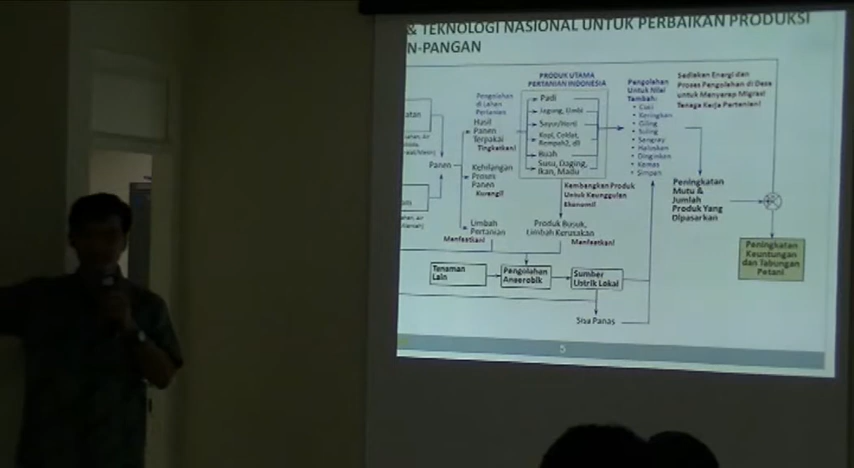 & TEKNOLOGI NASIONAL UNTUK PERBAIKAN PRODUKSI
N-PANGAN
PRODUK UTAMA
PERTANIAN INDONESIA
Padi
Jagung, Umbi
Sayur/Horti
Kopi, Coklat,
Rempah2, dll
Buah
Susu, Daging,
Ikan, Madu
Pengolahan
di Lahan
Pertanian
Hasil
Panen
Terpakai
Tingkatkan!
Panen
Kehilangan
Proses
Panen
Kurangi!
Limbah
Pertanian
Manfaatkan!
Kembangkan Produk
Untuk Keunggulan
Ekonomi!
Produk Busuk,
Limbah Kerusakan
Manfaatkan!
Pengolahan
Untuk Nilai
Tambah:
• Cuci
• Keringkan
• Giling
• Suling
• Sangray
• Haluskan
• Dinginkan
• Kemas
• Simpan
Sediakan Energi dan
Proses Pengolahan di Desa
untuk Menyerap Migrasi
Tenaga Kerja Pertanian!
Peningkatan
Mutu &
Jumlah
Produk Yang
Dipasarkan
Peningkatan
Keuntungan
dan Tabungan
Petani
Tanaman
Lain
Pengolahan
Anaerobik
Sumber
Listrik Lokal
Sisa Panas
5